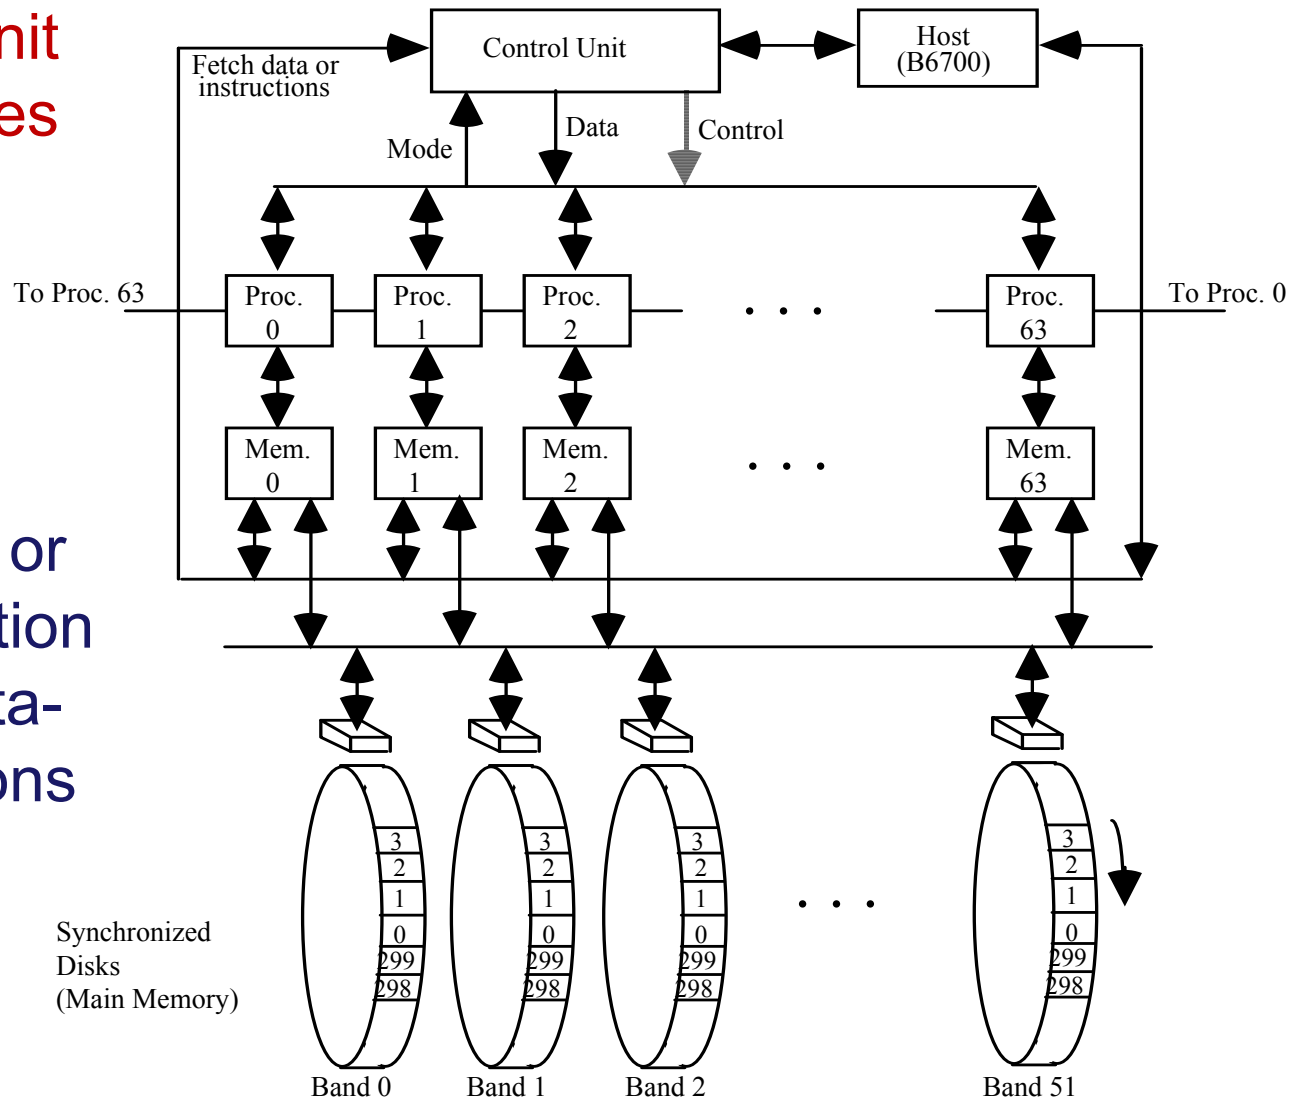 nit
es
or
tion
ta-
ons
Control Unit
Host
(B6700)
Fetch data or
instructions
Mode
Data
Control
To Proc. 63
Proc.
0
Proc.
1
Proc.
2
. . .
Proc.
63
To Proc. 0
Mem.
0
Mem.
1
Mem.
2
. . .
Mem.
63
3
2
1
0
299
298
3
2
1
0
299
298
3
2
1
0
299
298
. . .
3
2
1
0
299
298
Synchronized
Disks
(Main Memory)
Band 0
Band 1
Band 2
Band 51